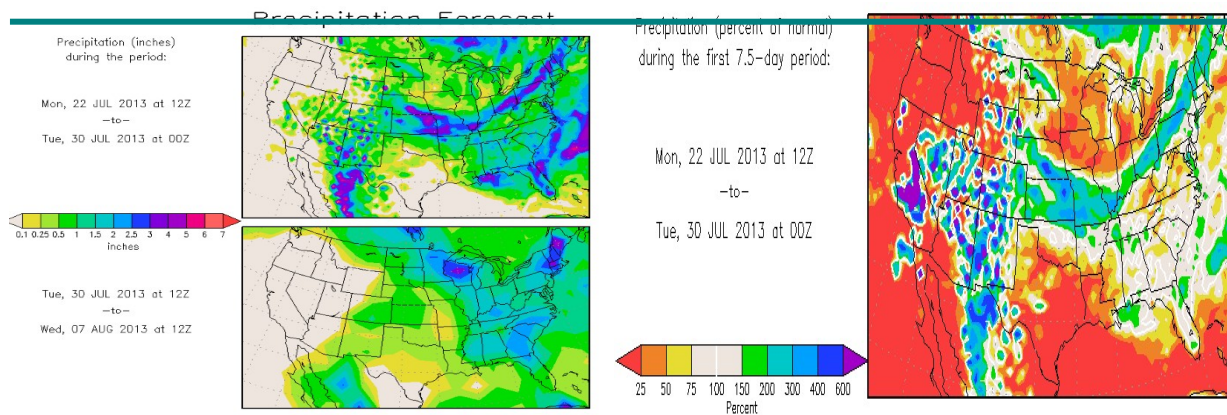 Precipitation Forecast
Precipitation (inches)
during the period:
Mon, 22 JUL 2013 at 12Z
—to—
Tue, 30 JUL 2013 at 00Z
0.1 0.25 0.5 1 1.5 2 2.5 3 4 5 6 7
inches
Tue, 30 JUL 2013 at 12Z
—to—
Wed, 07 AUG 2013 at 12Z
Precipitation (percent of normal)
during the first 7.5-day period:
Mon, 22 JUL 2013 at 12Z
—to—
Tue, 30 JUL 2013 at 00Z
25 50 75 100 150 200 300 400 600
Percent